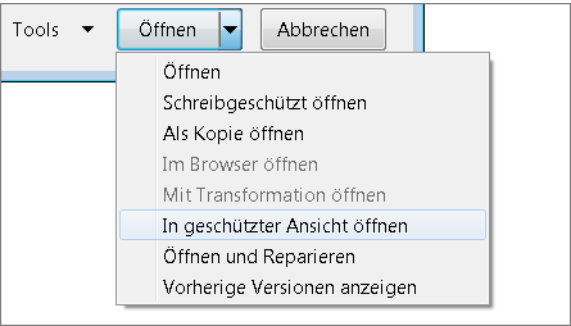 Tools Öffnen Abbrechen
Öffnen
Schreibgeschützt öffnen
Als Kopie öffnen
Im Browser öffnen
Mit Transformation öffnen
In geschützter Ansicht öffnen
Öffnen und Reparieren
Vorherige Versionen anzeigen